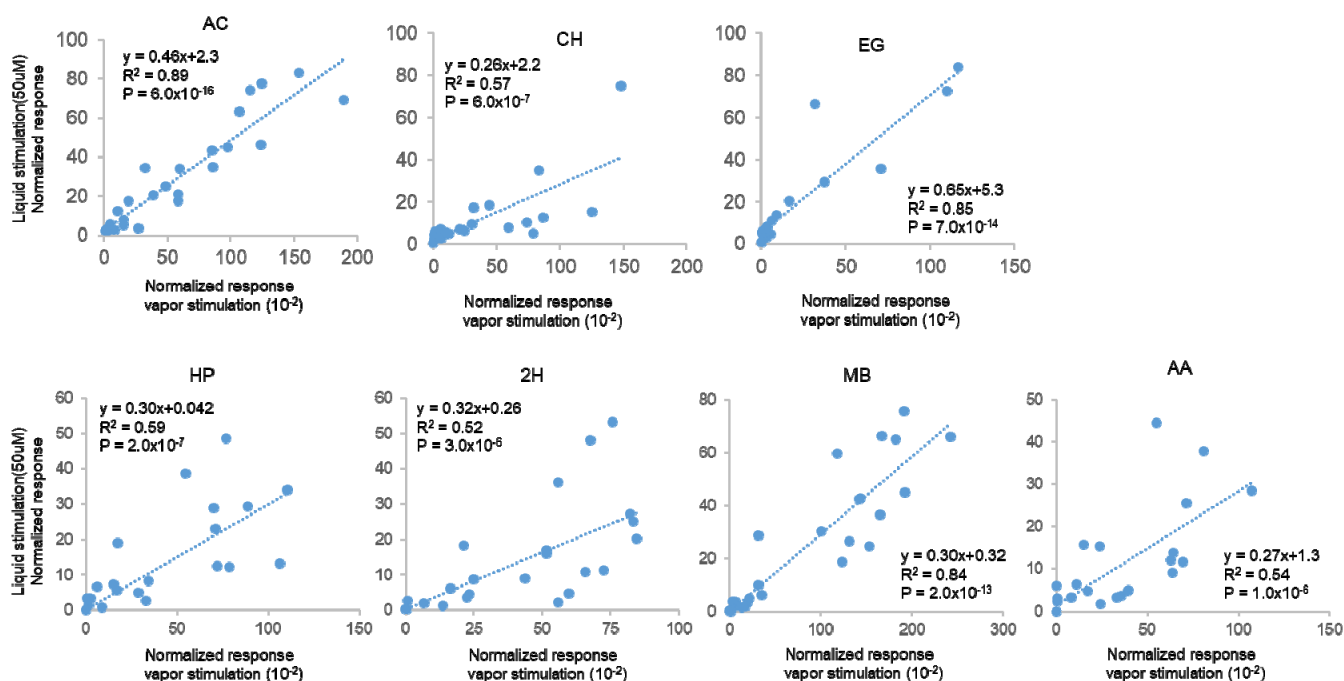 AC
Liquid stimulation(50uM)
Normalized response
100
80
60
40
20
0
y = 0.46x+2.3
R² = 0.89
P = 6.0x10⁻¹⁶
0 50 100 150 200
Normalized response
vapor stimulation (10⁻²)
CH
100
80
60
40
20
0
y = 0.26x+2.2
R² = 0.57
P = 6.0x10⁻⁷
0 50 100 150 200
Normalized response
vapor stimulation (10⁻²)
EG
100
80
60
40
20
0
y = 0.65x+5.3
R² = 0.85
P = 7.0x10⁻¹⁴
0 50 100 150
Normalized response
vapor stimulation (10⁻²)
HP
Liquid stimulation(50uM)
Normalized response
60
50
40
30
20
10
0
y = 0.30x+0.042
R² = 0.59
P = 2.0x10⁻⁷
0 50 100 150
Normalized response
vapor stimulation (10⁻²)
2H
60
50
40
30
20
10
0
y = 0.32x+0.26
R² = 0.52
P = 3.0x10⁻⁶
0 25 50 75 100
Normalized response
vapor stimulation (10⁻²)
MB
80
60
40
20
0
y = 0.30x+0.32
R² = 0.84
P = 2.0x10⁻¹³
0 100 200 300
Normalized response
vapor stimulation (10⁻²)
AA
50
40
30
20
10
0
y = 0.27x+1.3
R² = 0.54
P = 1.0x10⁻⁶
0 50 100 150
Normalized response
vapor stimulation (10⁻²)